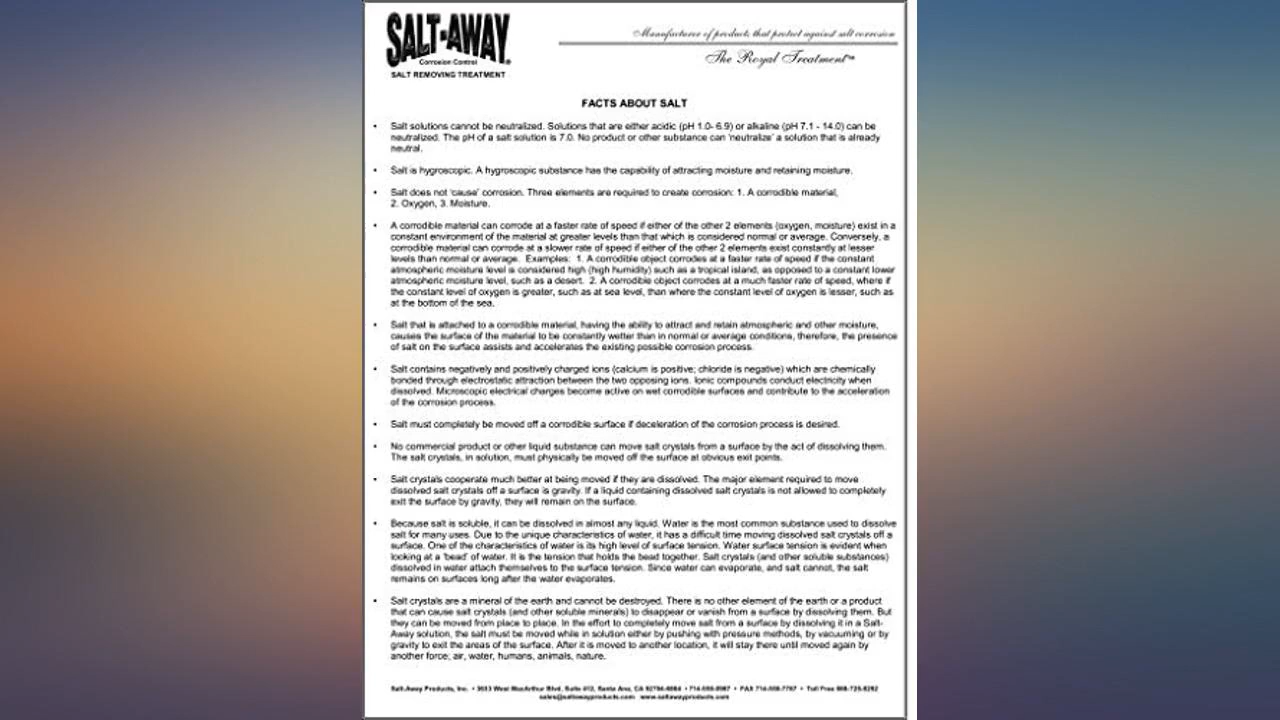 SALT-AWAY
Corrosion Control
SALT REMOVING TREATMENT
Manufacturer of products that protect against salt corrosion
The Royal Treatment™
FACTS ABOUT SALT
• Salt solutions cannot be neutralized. Solutions that are either acidic (pH 1.0- 6.9) or alkaline (pH 7.1 - 14.0) can be
neutralized. The pH of a salt solution is 7.0. No product or other substance can 'neutralize' a solution that is already
neutral.
• Salt is hygroscopic. A hygroscopic substance has the capability of attracting moisture and retaining moisture.
• Salt does not 'cause' corrosion. Three elements are required to create corrosion: 1. A corrodible material,
2. Oxygen, 3. Moisture.
• A corrodible material can corrode at a faster rate of speed if either of the other 2 elements (oxygen, moisture) exist in a
constant environment of the material at greater levels than that which is considered normal or average. Conversely, a
corrodible material can corrode at a slower rate of speed if either of the other 2 elements exist constantly at lesser
levels than normal or average. Examples: 1. A corrodible object corrodes at a faster rate of speed if the constant
atmospheric moisture level is considered high (high humidity) such as a tropical island, as opposed to a constant lower
atmospheric moisture level, such as a desert. 2. A corrodible object corrodes at a much faster rate of speed, where if
the constant level of oxygen is greater, such as at sea level, than where the constant level of oxygen is lesser, such as
at the bottom of the sea.
• Salt that is attached to a corrodible material, having the ability to attract and retain atmospheric and other moisture,
causes the surface of the material to be constantly wetter than in normal or average conditions, therefore, the presence
of salt on the surface assists and accelerates the existing possible corrosion process.
• Salt contains negatively and positively charged ions (calcium is positive; chloride is negative) which are chemically
bonded through electrostatic attraction between the two opposing ions. Ionic compounds conduct electricity when
dissolved. Microscopic electrical charges become active on wet corrodible surfaces and contribute to the acceleration
of the corrosion process.
• Salt must completely be moved off a corrodible surface if deceleration of the corrosion process is desired.
• No commercial product or other liquid substance can move salt crystals from a surface by the act of dissolving them.
The salt crystals, in solution, must physically be moved off the surface at obvious exit points.
• Salt crystals cooperate much better at being moved if they are dissolved. The major element required to move
dissolved salt crystals off a surface is gravity. If a liquid containing dissolved salt crystals is not allowed to completely
exit the surface by gravity, they will remain on the surface.
• Because salt is soluble, it can be dissolved in almost any liquid. Water is the most common substance used to dissolve
salt for many uses. Due to the unique characteristics of water, it has a difficult time moving dissolved salt crystals off a
surface. One of the characteristics of water is its high level of surface tension. Water surface tension is evident when
looking at a 'bead' of water. It is the tension that holds the bead together. Salt crystals (and other soluble substances)
dissolved in water attach themselves to the surface tension. Since water can evaporate, and salt cannot, the salt
remains on surfaces long after the water evaporates.
• Salt crystals are a mineral of the earth and cannot be destroyed. There is no other element of the earth or a product
that can cause salt crystals (and other soluble minerals) to disappear or vanish from a surface by dissolving them. But
they can be moved from place to place. In the effort to completely move salt from a surface by dissolving it in a Salt-
Away solution, the salt must be moved while in solution either by pushing with pressure methods, by vacuuming or by
gravity to exit the areas of the surface. After it is moved to another location, it will stay there until moved again by
another force; air, water, humans, animals, nature.
Salt-Away Products, Inc. • West MacArthur Blvd, Suite Santa Ana, CA • • FAX • Toll Free
sales@saltawayproducts.com www.saltawayproducts.com